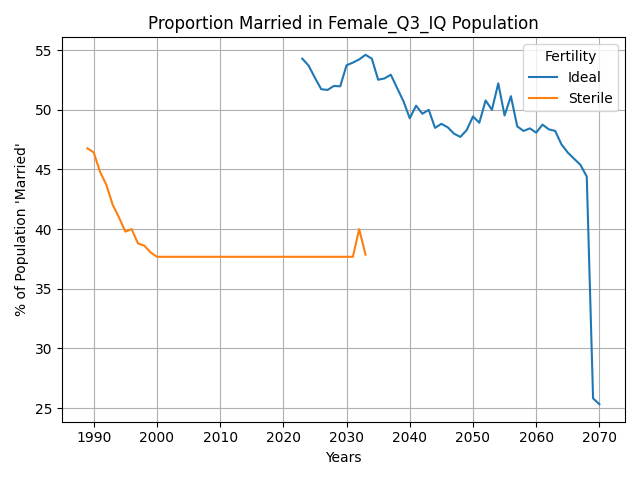 Proportion Married in Female_Q3_IQ Population
% of Population 'Married'
55
50
45
40
35
30
25
Fertility
Ideal
Sterile
1990 2000 2010 2020 2030 2040 2050 2060 2070
Years